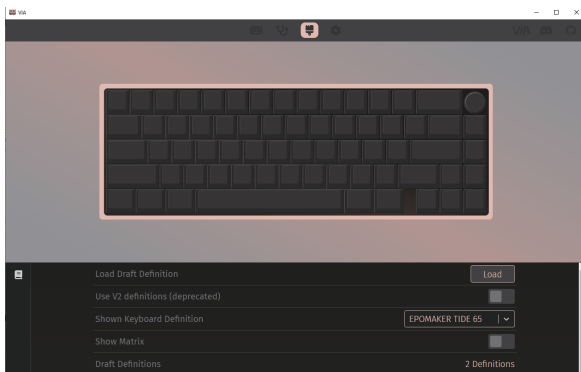 VIA
VIA
Load Draft Definition
Load
Use V2 definitions (deprecated)
Shown Keyboard Definition
EPOMAKER TIDE 65
Show Matrix
Draft Definitions
2 Definitions